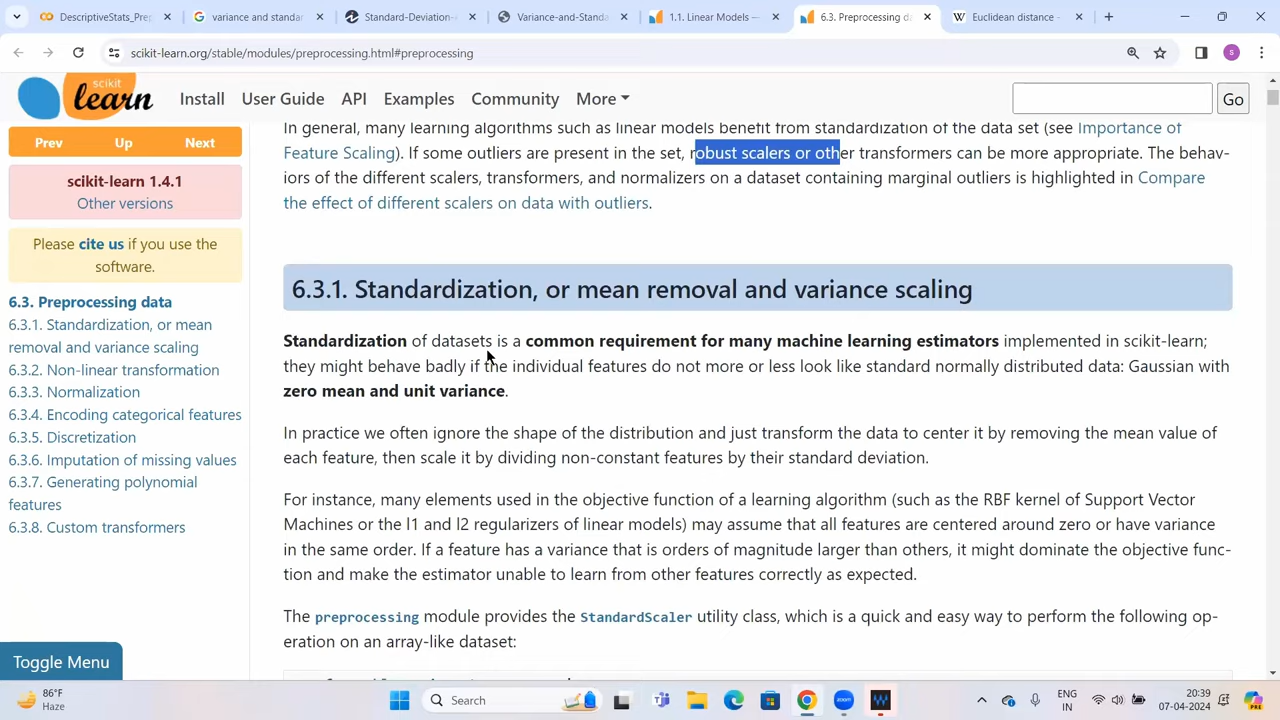 DescriptiveStats_Prep
variance and standar
Standard-Deviation-
Variance-and-Standa
1.1. Linear Models —
6.3. Preprocessing da
Euclidean distance -
scikit-learn.org/stable/modules/preprocessing.html#preprocessing
scikit
learn
Install
User Guide
API
Examples
Community
More
Go
Prev
Up
Next
scikit-learn 1.4.1
Other versions
Please cite us if you use the
software.
6.3. Preprocessing data
6.3.1. Standardization, or mean
removal and variance scaling
6.3.2. Non-linear transformation
6.3.3. Normalization
6.3.4. Encoding categorical features
6.3.5. Discretization
6.3.6. Imputation of missing values
6.3.7. Generating polynomial
features
6.3.8. Custom transformers
Toggle Menu
In general, many learning algorithms such as linear models benefit from standardization of the data set (see Importance of
Feature Scaling). If some outliers are present in the set, robust scalers or other transformers can be more appropriate. The behav-
iors of the different scalers, transformers, and normalizers on a dataset containing marginal outliers is highlighted in Compare
the effect of different scalers on data with outliers.
6.3.1. Standardization, or mean removal and variance scaling
Standardization of datasets is a common requirement for many machine learning estimators implemented in scikit-learn;
they might behave badly if the individual features do not more or less look like standard normally distributed data: Gaussian with
zero mean and unit variance.
In practice we often ignore the shape of the distribution and just transform the data to center it by removing the mean value of
each feature, then scale it by dividing non-constant features by their standard deviation.
For instance, many elements used in the objective function of a learning algorithm (such as the RBF kernel of Support Vector
Machines or the l1 and l2 regularizers of linear models) may assume that all features are centered around zero or have variance
in the same order. If a feature has a variance that is orders of magnitude larger than others, it might dominate the objective func-
tion and make the estimator unable to learn from other features correctly as expected.
The preprocessing module provides the StandardScaler utility class, which is a quick and easy way to perform the following op-
eration on an array-like dataset:
86°F
Haze
Search
ENG
IN
20:39
07-04-2024